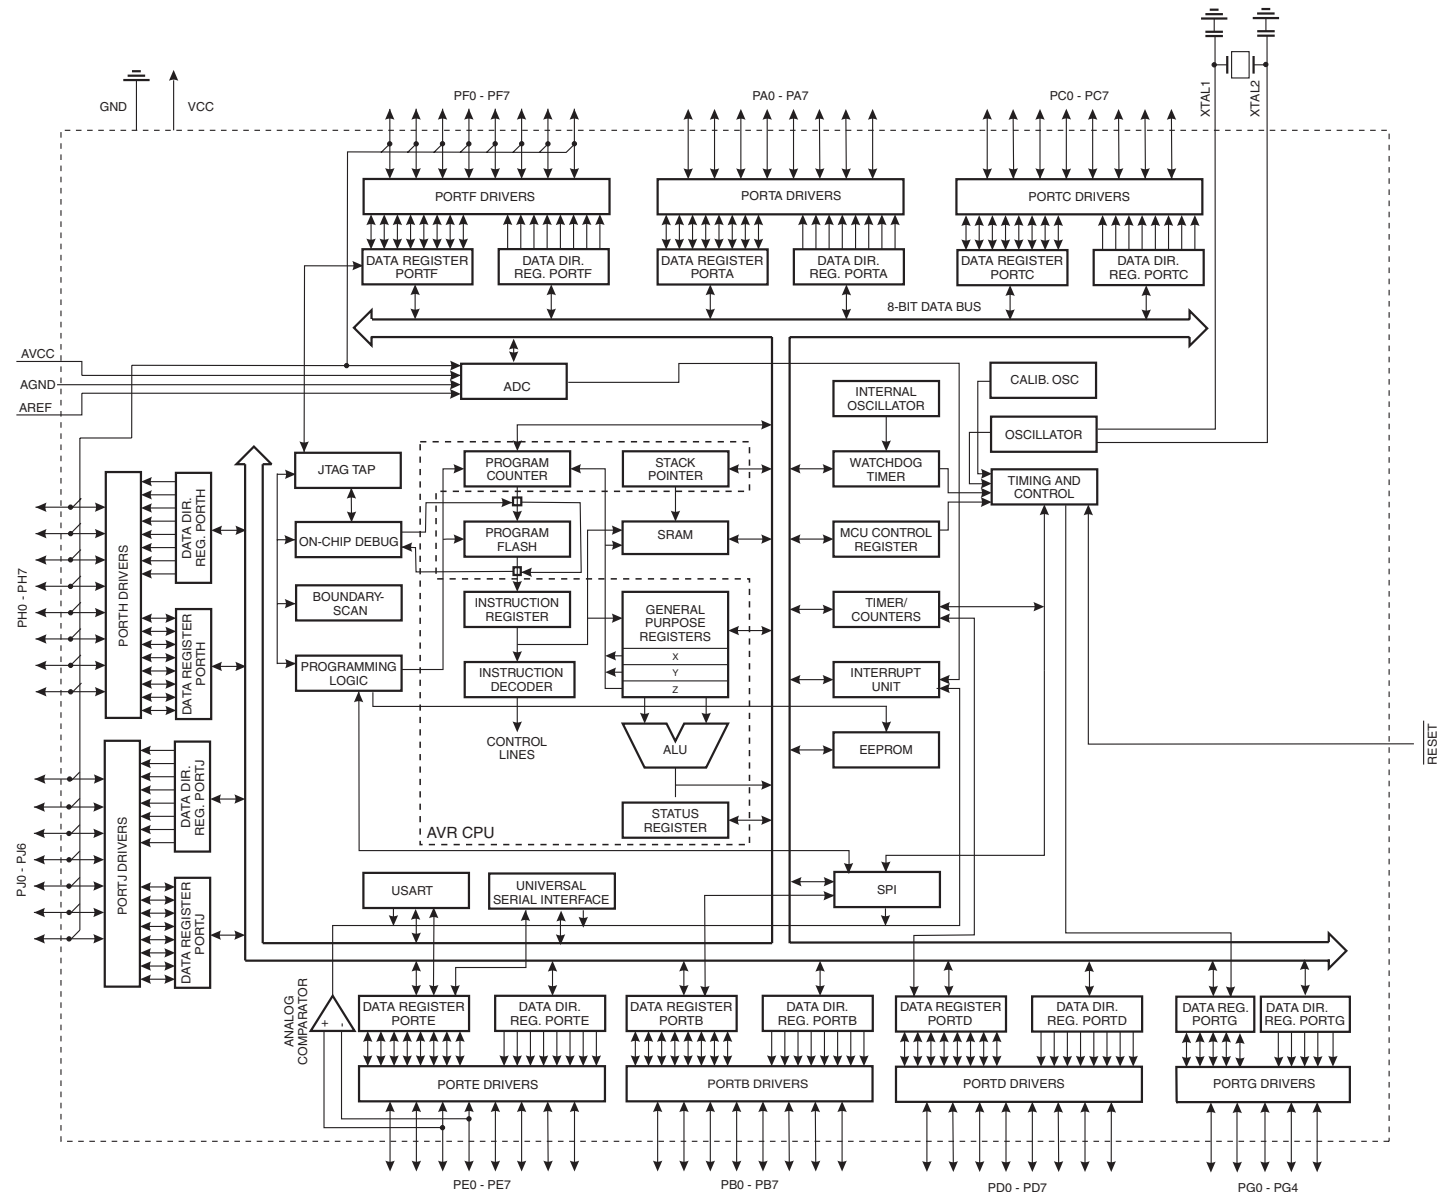 XTAL1
XTAL2
GND
VCC
PF0 - PF7
PA0 - PA7
PC0 - PC7
PORTF DRIVERS
PORTA DRIVERS
PORTC DRIVERS
DATA REGISTER
PORTF
DATA DIR.
REG. PORTF
DATA REGISTER
PORTA
DATA DIR.
REG. PORTA
DATA REGISTER
PORTC
DATA DIR.
REG. PORTC
8-BIT DATA BUS
AVCC
AGND
AREF
ADC
INTERNAL
OSCILLATOR
CALIB. OSC
OSCILLATOR
JTAG TAP
PROGRAM
COUNTER
STACK
POINTER
WATCHDOG
TIMER
TIMING AND
CONTROL
ON-CHIP DEBUG
PROGRAM
FLASH
SRAM
MCU CONTROL
REGISTER
BOUNDARY-
SCAN
INSTRUCTION
REGISTER
GENERAL
PURPOSE
REGISTERS
X
Y
Z
TIMER/
COUNTERS
PROGRAMMING
LOGIC
INSTRUCTION
DECODER
INTERRUPT
UNIT
CONTROL
LINES
ALU
EEPROM
RESET
STATUS
REGISTER
AVR CPU
PH0 - PH7
PORTH DRIVERS
DATA DIR.
REG. PORTH
DATA REGISTER
PORTH
PJ0 - PJ6
PORTJ DRIVERS
DATA DIR.
REG. PORTJ
DATA REGISTER
PORTJ
USART
UNIVERSAL
SERIAL INTERFACE
SPI
ANALOG
COMPARATOR
+
-
DATA REGISTER
PORTE
DATA DIR.
REG. PORTE
DATA REGISTER
PORTB
DATA DIR.
REG. PORTB
DATA REGISTER
PORTD
DATA DIR.
REG. PORTD
DATA REG.
PORTG
DATA DIR.
REG. PORTG
PORTE DRIVERS
PORTB DRIVERS
PORTD DRIVERS
PORTG DRIVERS
PE0 - PE7
PB0 - PB7
PD0 - PD7
PG0 - PG4